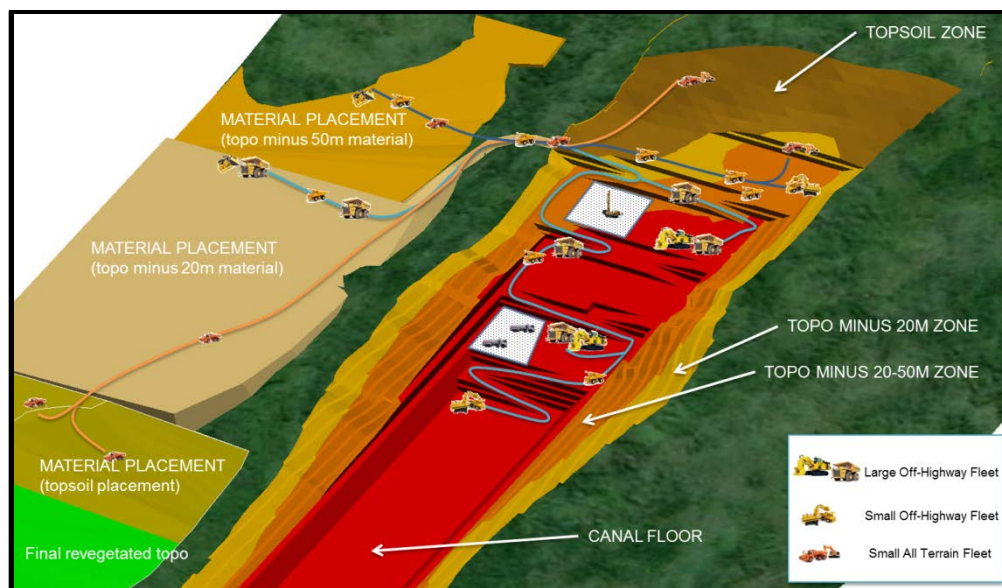 TOPSOIL ZONE
MATERIAL PLACEMENT
(topo minus 50m material)
MATERIAL PLACEMENT
(topo minus 20m material)
TOPO MINUS 20M ZONE
TOPO MINUS 20-50M ZONE
MATERIAL PLACEMENT
(topsoil placement)
Large Off-Highway Fleet
Small Off-Highway Fleet
CANAL FLOOR
Small All Terrain Fleet
Final revegetated topo